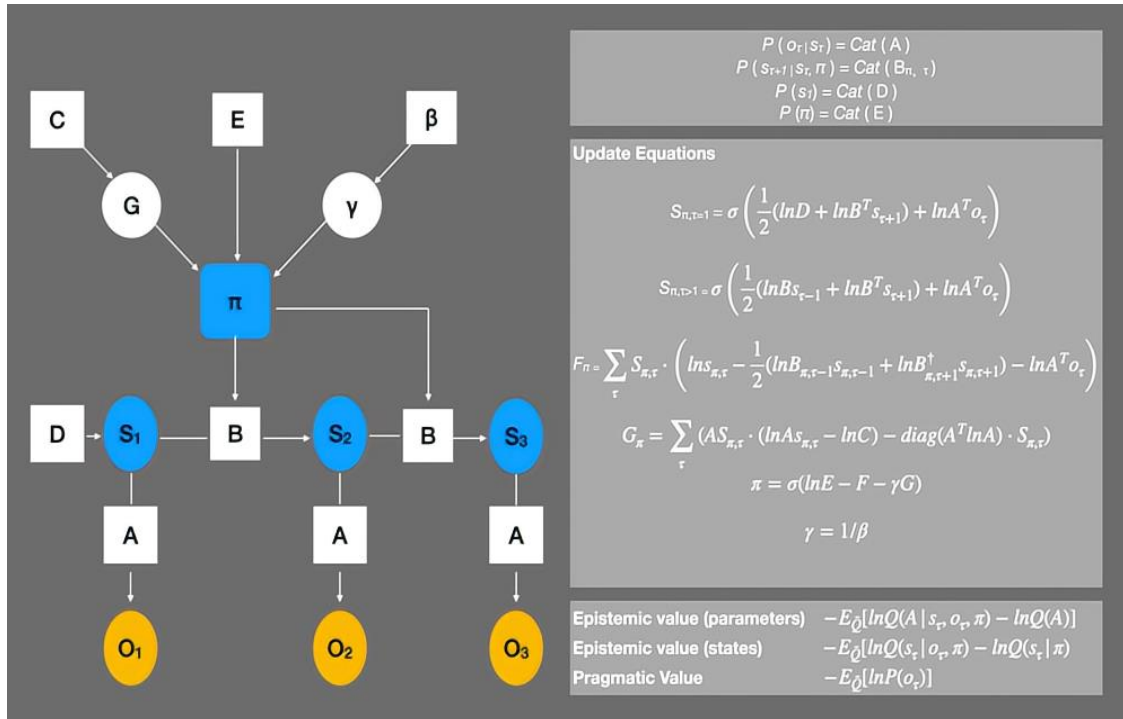 C E β
G γ
π
D S₁ B S₂ B S₃
A A A
O₁ O₂ O₃
P ( oτ | sτ ) = Cat ( A )
P ( sτ+1 | sτ, π ) = Cat ( Bπ, τ )
P ( s₁ ) = Cat ( D )
P (π) = Cat ( E )
Update Equations
Sπ,τ=1 = σ ( 1/2 (lnD + lnBᵀsτ+1) + lnAᵀoτ )
Sπ,τ>1 = σ ( 1/2 (lnBsτ−1 + lnBᵀsτ+1) + lnAᵀoτ )
Fπ = ∑τ Sπ,τ · ( lnsπ,τ − 1/2 (lnBπ,τ−1sπ,τ−1 + lnB†π,τ+1sπ,τ+1) − lnAᵀoτ )
Gπ = ∑τ (ASπ,τ · (lnAsπ,τ − lnC) − diag(AᵀlnA) · Sπ,τ)
π = σ(lnE − F − γG)
γ = 1/β
Epistemic value (parameters) −EQ̃[lnQ(A | sτ, oτ, π) − lnQ(A)]
Epistemic value (states) −EQ̃[lnQ(sτ | oτ, π) − lnQ(sτ | π)
Pragmatic Value −EQ̃[lnP(oτ)]